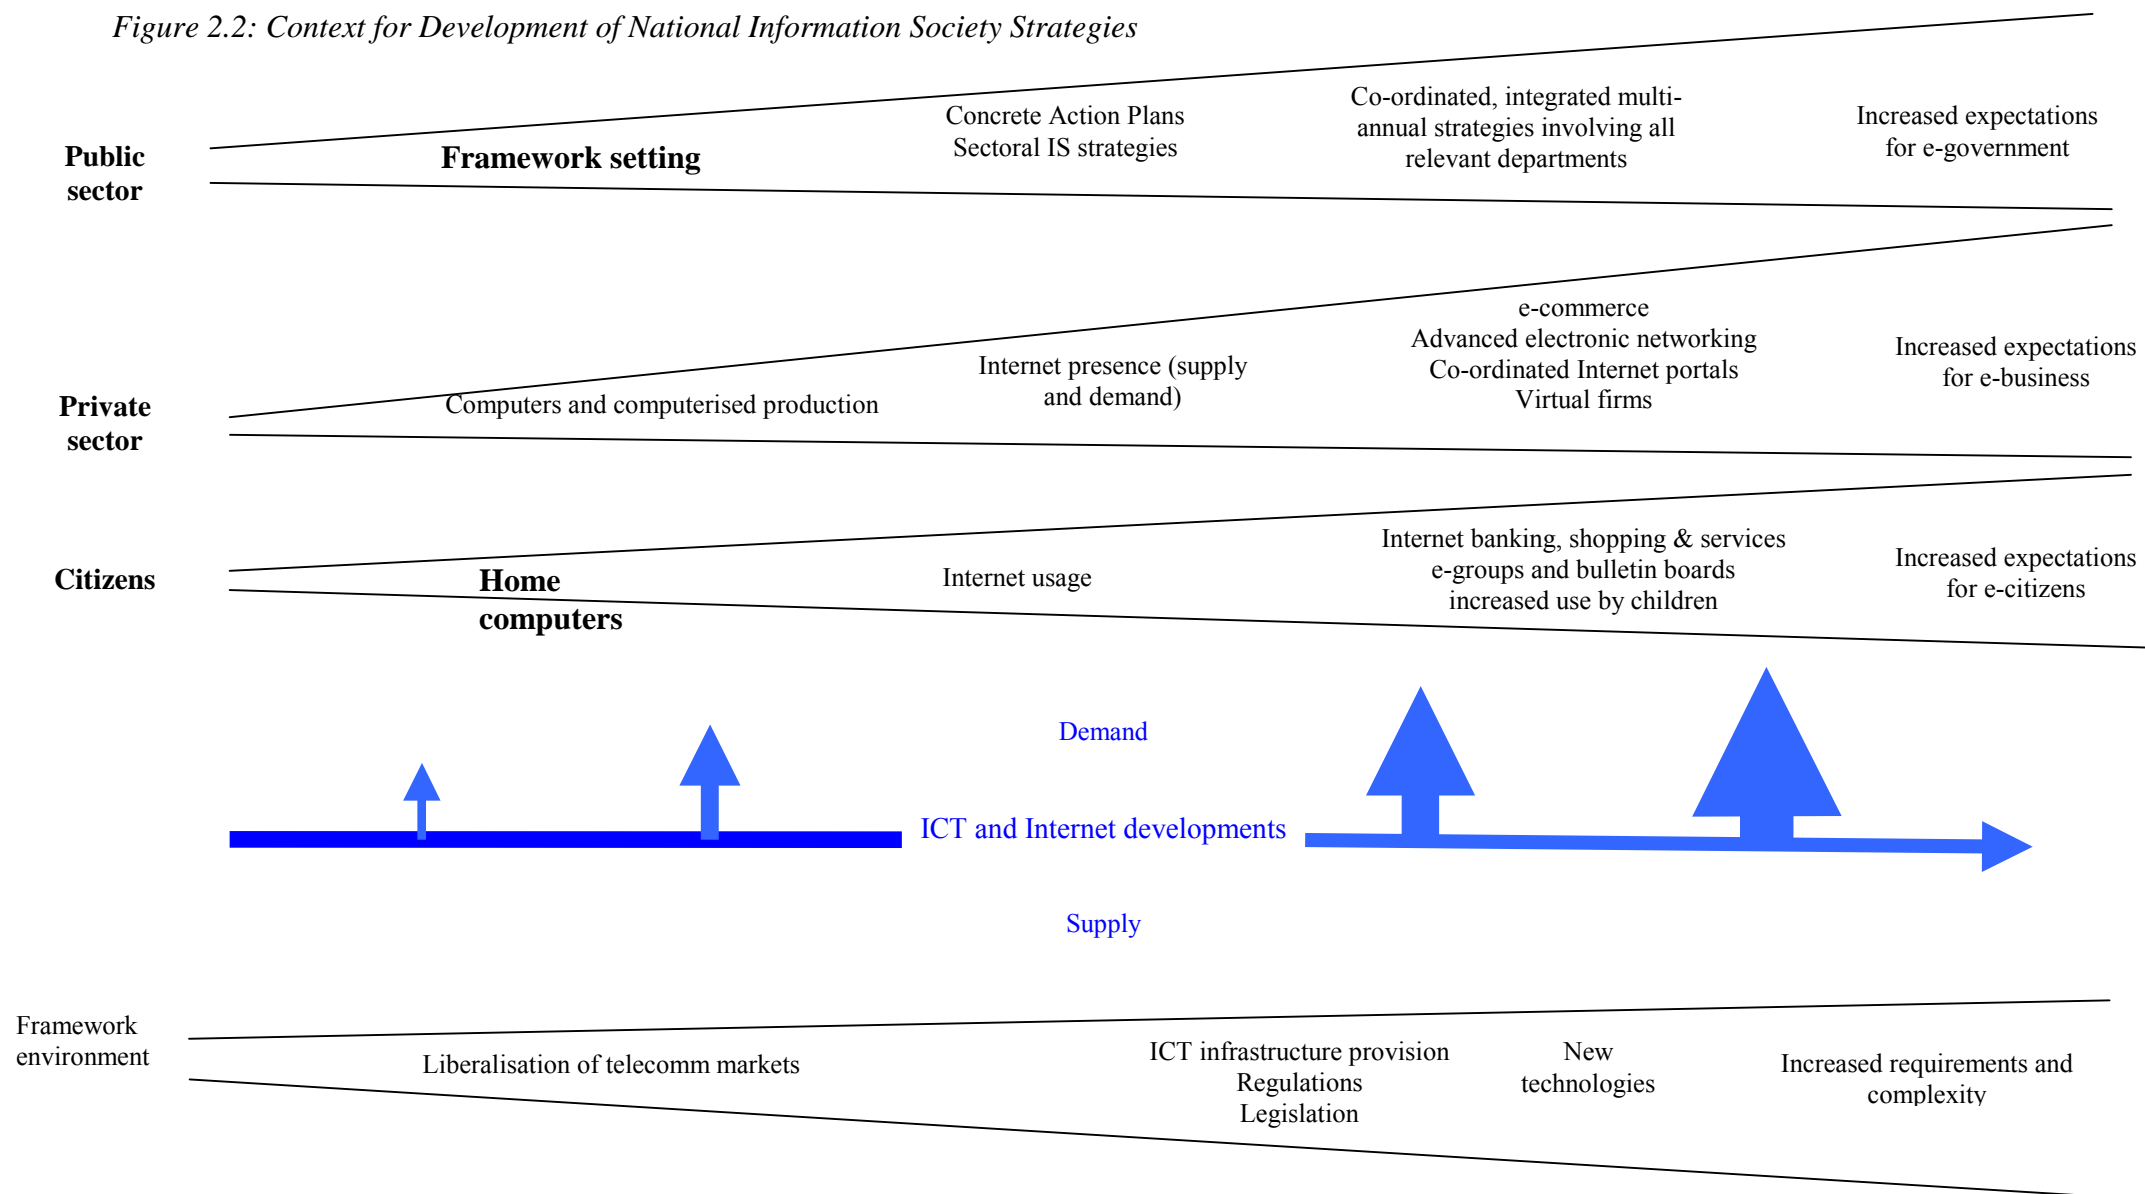 Figure 2.2: Context for Development of National Information Society Strategies
Public
sector
Framework setting
Concrete Action Plans
Sectoral IS strategies
Co-ordinated, integrated multi-
annual strategies involving all
relevant departments
Increased expectations
for e-government
Private
sector
Computers and computerised production
Internet presence (supply
and demand)
e-commerce
Advanced electronic networking
Co-ordinated Internet portals
Virtual firms
Increased expectations
for e-business
Citizens
Home
computers
Internet usage
Internet banking, shopping & services
e-groups and bulletin boards
increased use by children
Increased expectations
for e-citizens
Demand
ICT and Internet developments
Supply
Framework
environment
Liberalisation of telecomm markets
ICT infrastructure provision
Regulations
Legislation
New
technologies
Increased requirements and
complexity